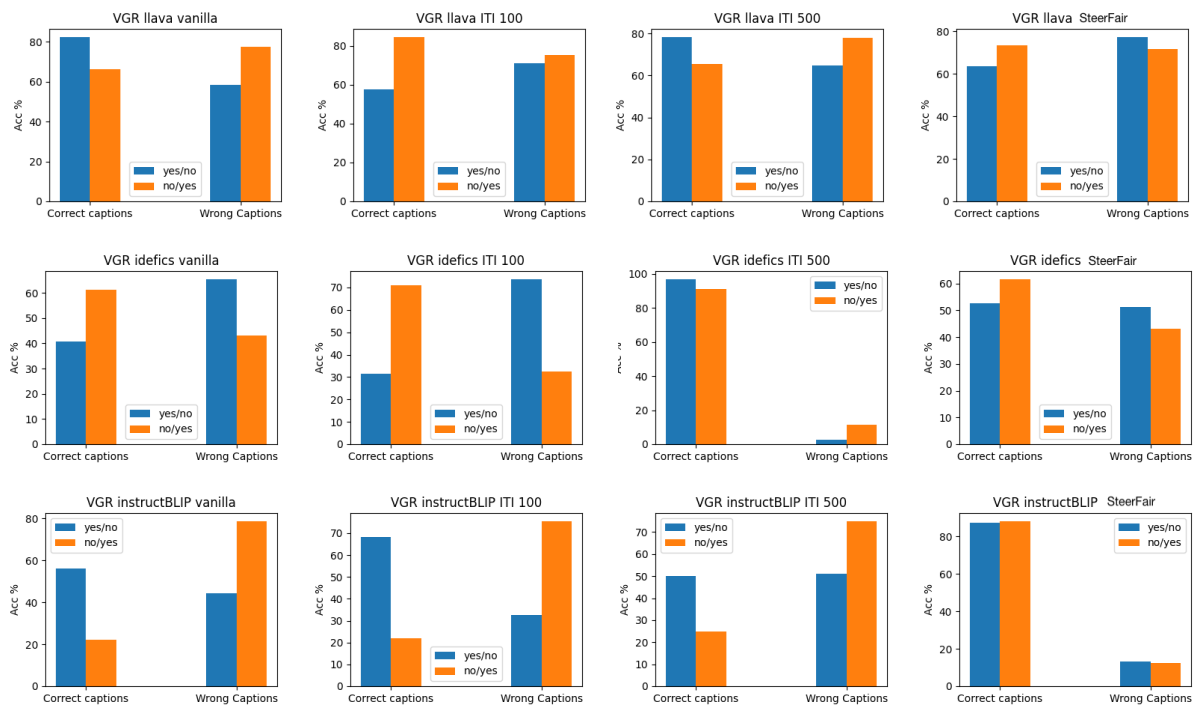 VGR llava vanilla
Acc %
80
60
40
20
0
yes/no
no/yes
Correct captions Wrong Captions
VGR llava ITI 100
Acc %
80
60
40
20
0
yes/no
no/yes
Correct captions Wrong Captions
VGR llava ITI 500
Acc %
80
70
60
50
40
30
20
10
0
yes/no
no/yes
Correct captions Wrong Captions
VGR llava SteerFair
Acc %
80
70
60
50
40
30
20
10
0
yes/no
no/yes
Correct captions Wrong Captions
VGR idefics vanilla
Acc %
60
50
40
30
20
10
0
yes/no
no/yes
Correct captions Wrong Captions
VGR idefics ITI 100
Acc %
70
60
50
40
30
20
10
0
yes/no
no/yes
Correct captions Wrong Captions
VGR idefics ITI 500
100
80
60
40
20
0
yes/no
no/yes
Correct captions Wrong Captions
VGR idefics SteerFair
Acc %
60
50
40
30
20
10
0
yes/no
no/yes
Correct captions Wrong Captions
VGR instructBLIP vanilla
Acc %
80
60
40
20
0
yes/no
no/yes
Correct captions Wrong Captions
VGR instructBLIP ITI 100
Acc %
70
60
50
40
30
20
10
0
yes/no
no/yes
Correct captions Wrong Captions
VGR instructBLIP ITI 500
Acc %
70
60
50
40
30
20
10
0
yes/no
no/yes
Correct captions Wrong Captions
VGR instructBLIP SteerFair
Acc %
80
60
40
20
0
yes/no
no/yes
Correct captions Wrong Captions